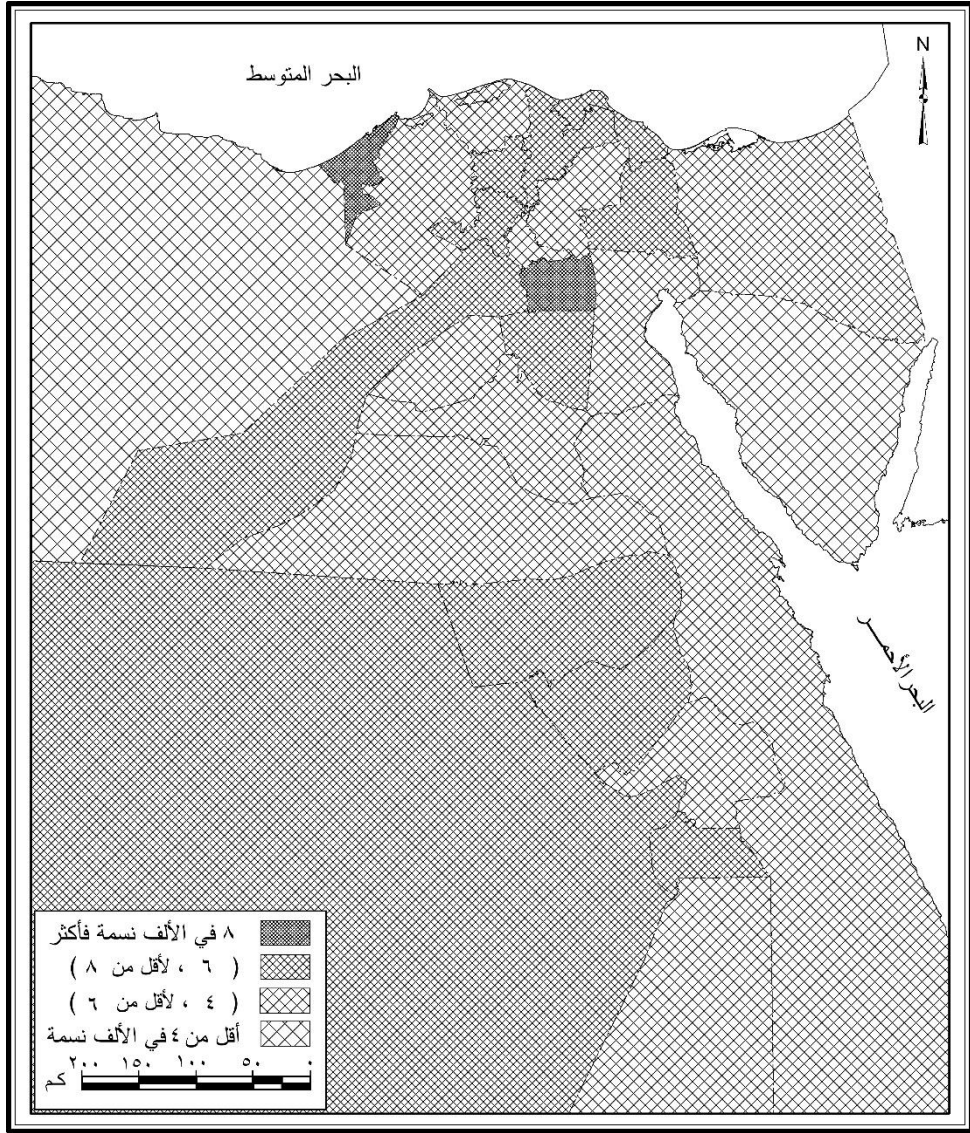 N
البحر المتوسط
البحر الأحمـــــر
٨ في الألف نسمة فأكثر
( ٦ ، لأقل من ٨ )
( ٤ ، لأقل من ٦ )
أقل من ٤ في الألف نسمة
٢٠٠ ١٥٠ ١٠٠ ٥٠ ٠
كم